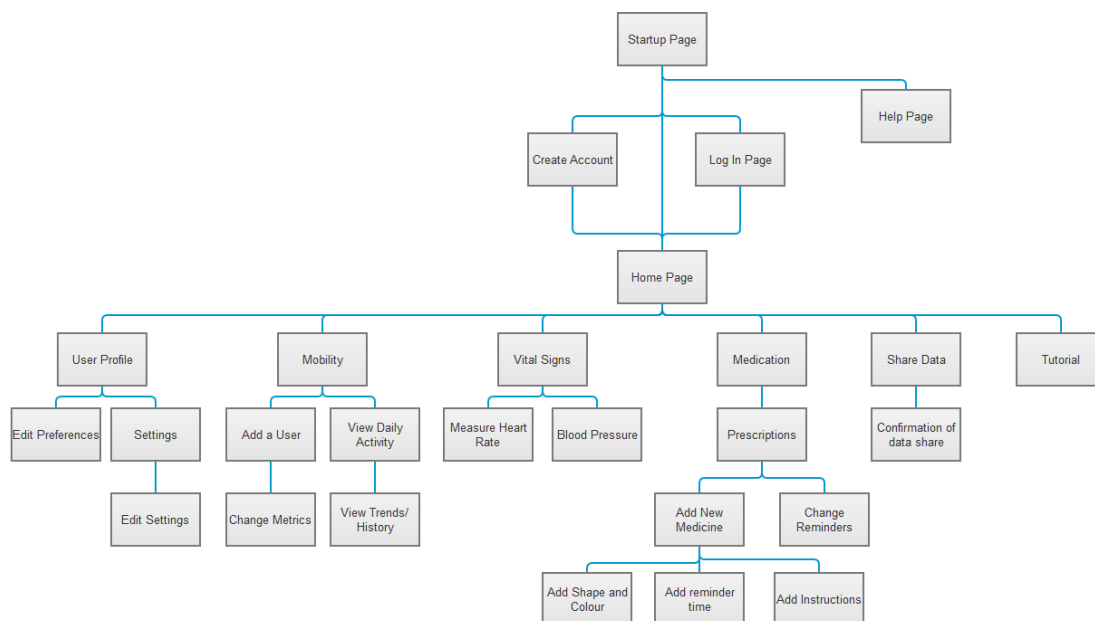 Startup Page
Help Page
Create Account
Log In Page
Home Page
User Profile
Mobility
Vital Signs
Medication
Share Data
Tutorial
Edit Preferences
Settings
Add a User
View Daily
Activity
Measure Heart
Rate
Blood Pressure
Prescriptions
Confirmation of
data share
Edit Settings
Change Metrics
View Trends/
History
Add New
Medicine
Change
Reminders
Add Shape and
Colour
Add reminder
time
Add Instructions